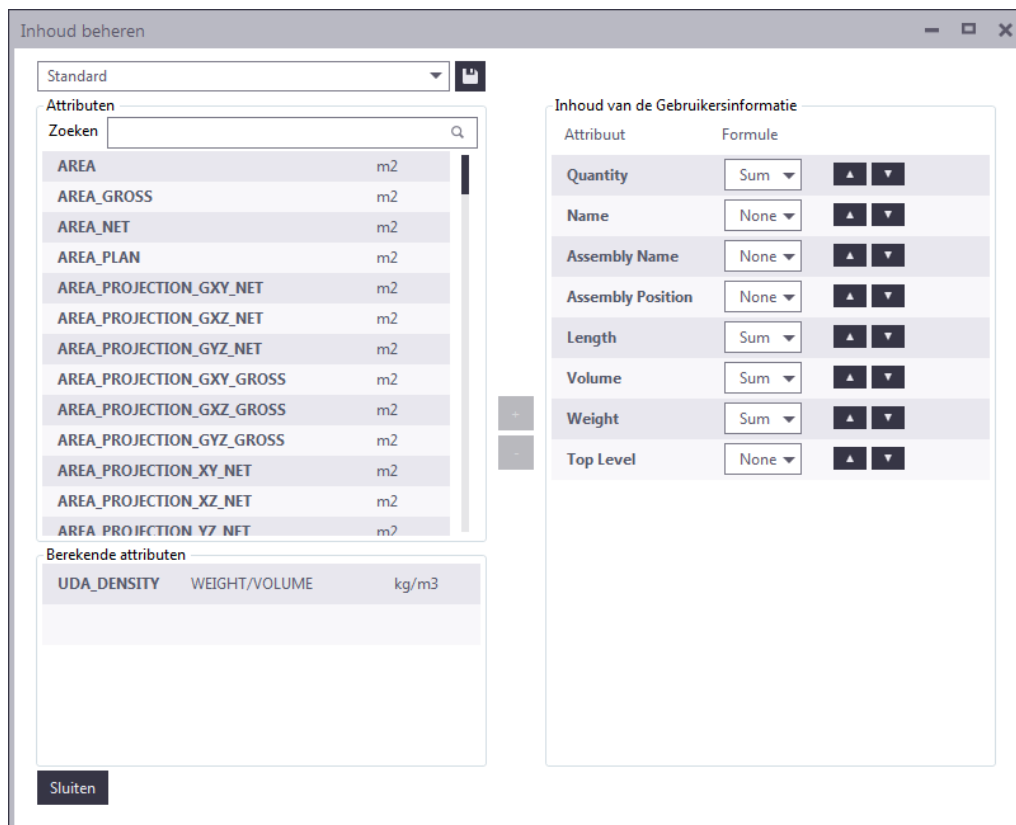 Inhoud beheren
Standard
Attributen
Zoeken
AREA m2
AREA_GROSS m2
AREA_NET m2
AREA_PLAN m2
AREA_PROJECTION_GXY_NET m2
AREA_PROJECTION_GXZ_NET m2
AREA_PROJECTION_GYZ_NET m2
AREA_PROJECTION_GXY_GROSS m2
AREA_PROJECTION_GXZ_GROSS m2
AREA_PROJECTION_GYZ_GROSS m2
AREA_PROJECTION_XY_NET m2
AREA_PROJECTION_XZ_NET m2
AREA_PROJECTION_YZ_NET m2
Berekende attributen
UDA_DENSITY WEIGHT/VOLUME kg/m3
Sluiten
+
-
Inhoud van de Gebruikersinformatie
Attribuut Formule
Quantity Sum
Name None
Assembly Name None
Assembly Position None
Length Sum
Volume Sum
Weight Sum
Top Level None